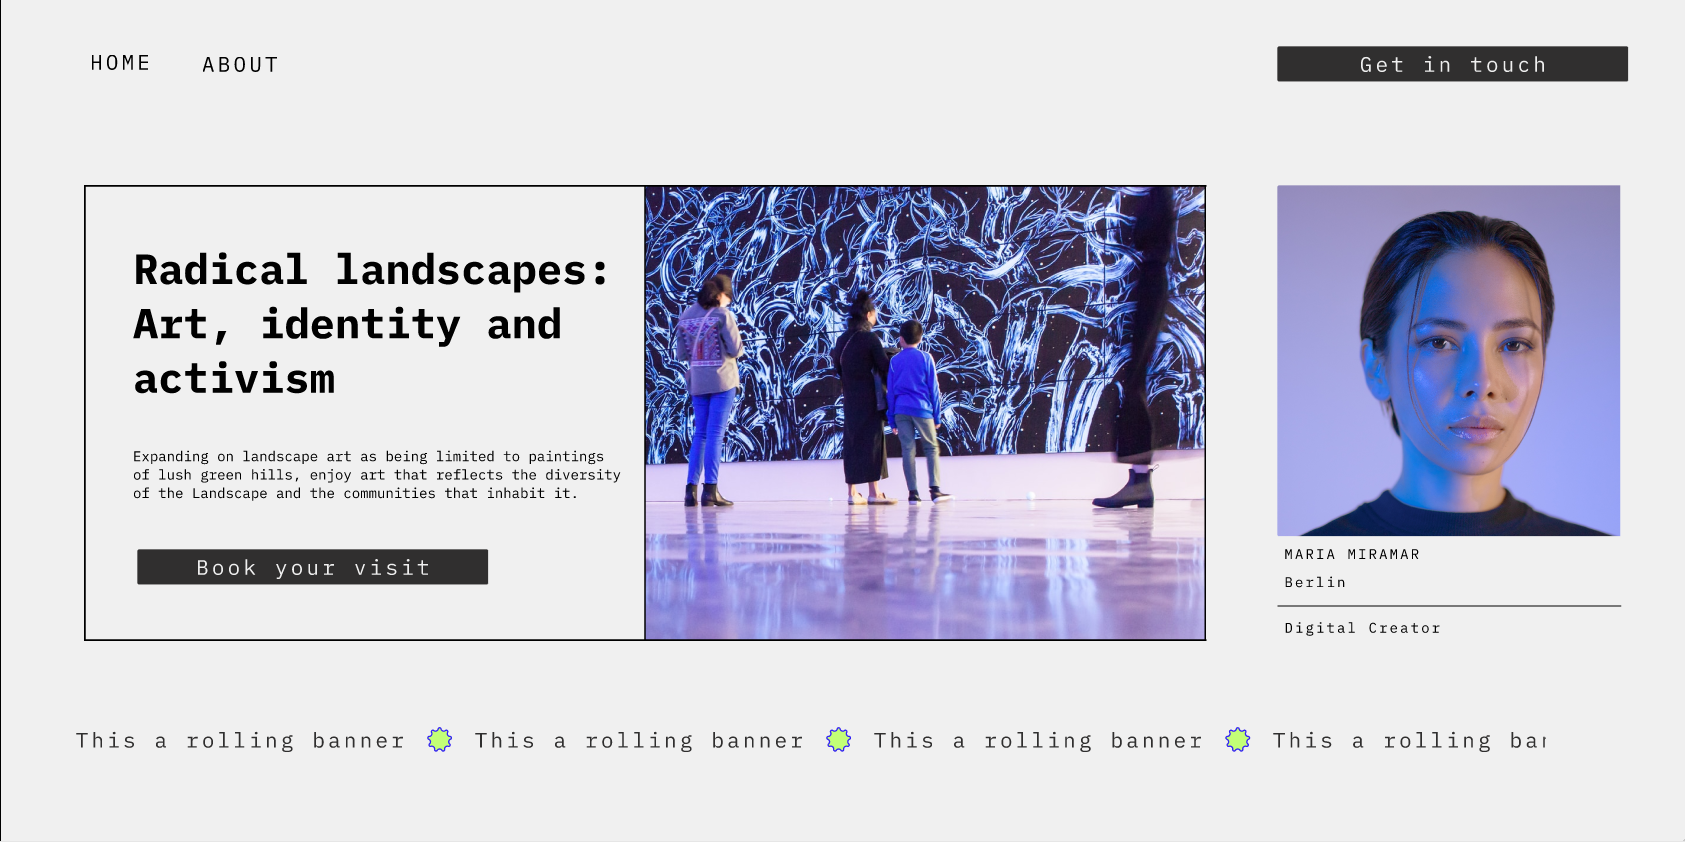 HOME
ABOUT
Get in touch
Radical landscapes:
Art, identity and
activism
Expanding on landscape art as being limited to paintings
of lush green hills, enjoy art that reflects the diversity
of the Landscape and the communities that inhabit it.
Book your visit
MARIA MIRAMAR
Berlin
Digital Creator
This a rolling banner This a rolling banner This a rolling banner This a rolling